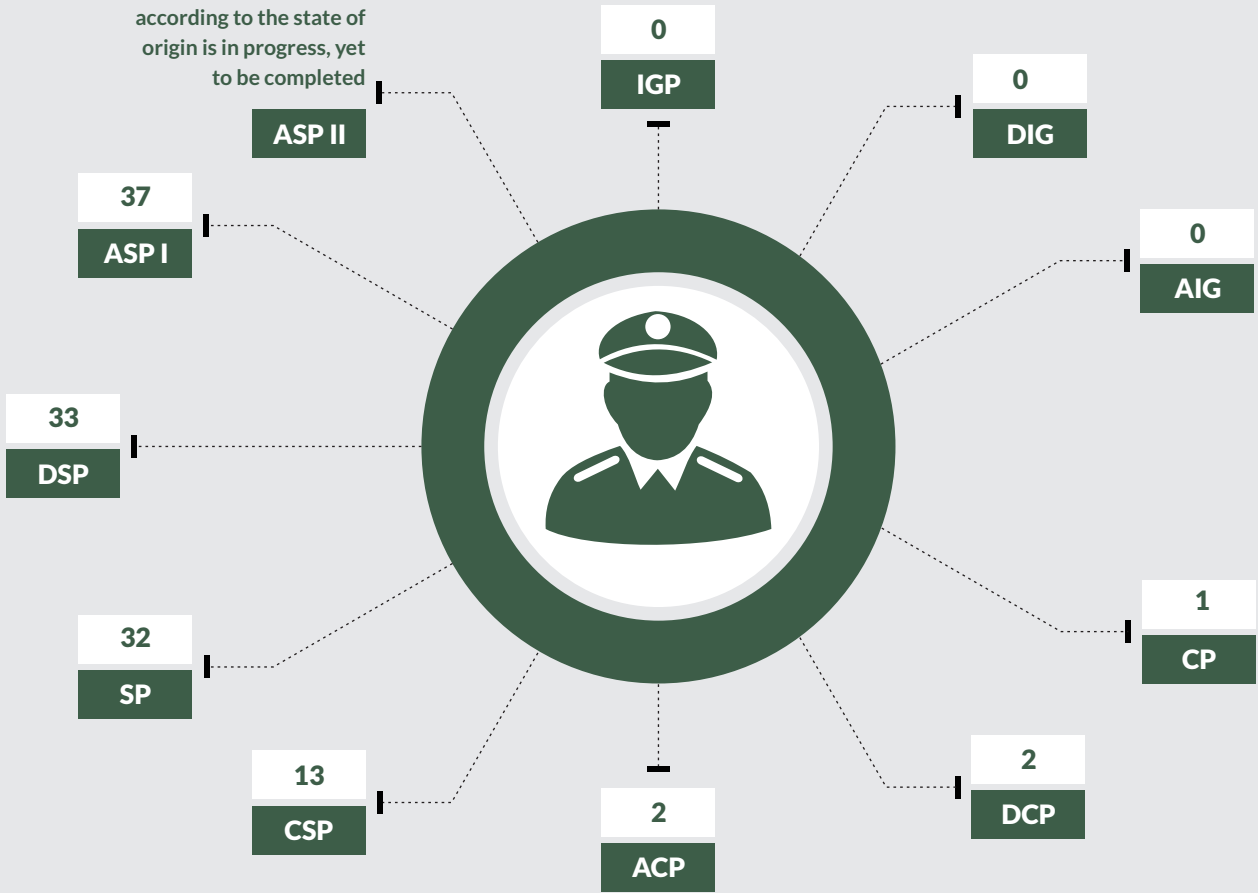 according to the state of
origin is in progress, yet
to be completed
ASP II
0
IGP
0
DIG
0
AIG
1
CP
2
DCP
2
ACP
13
CSP
32
SP
33
DSP
37
ASP I